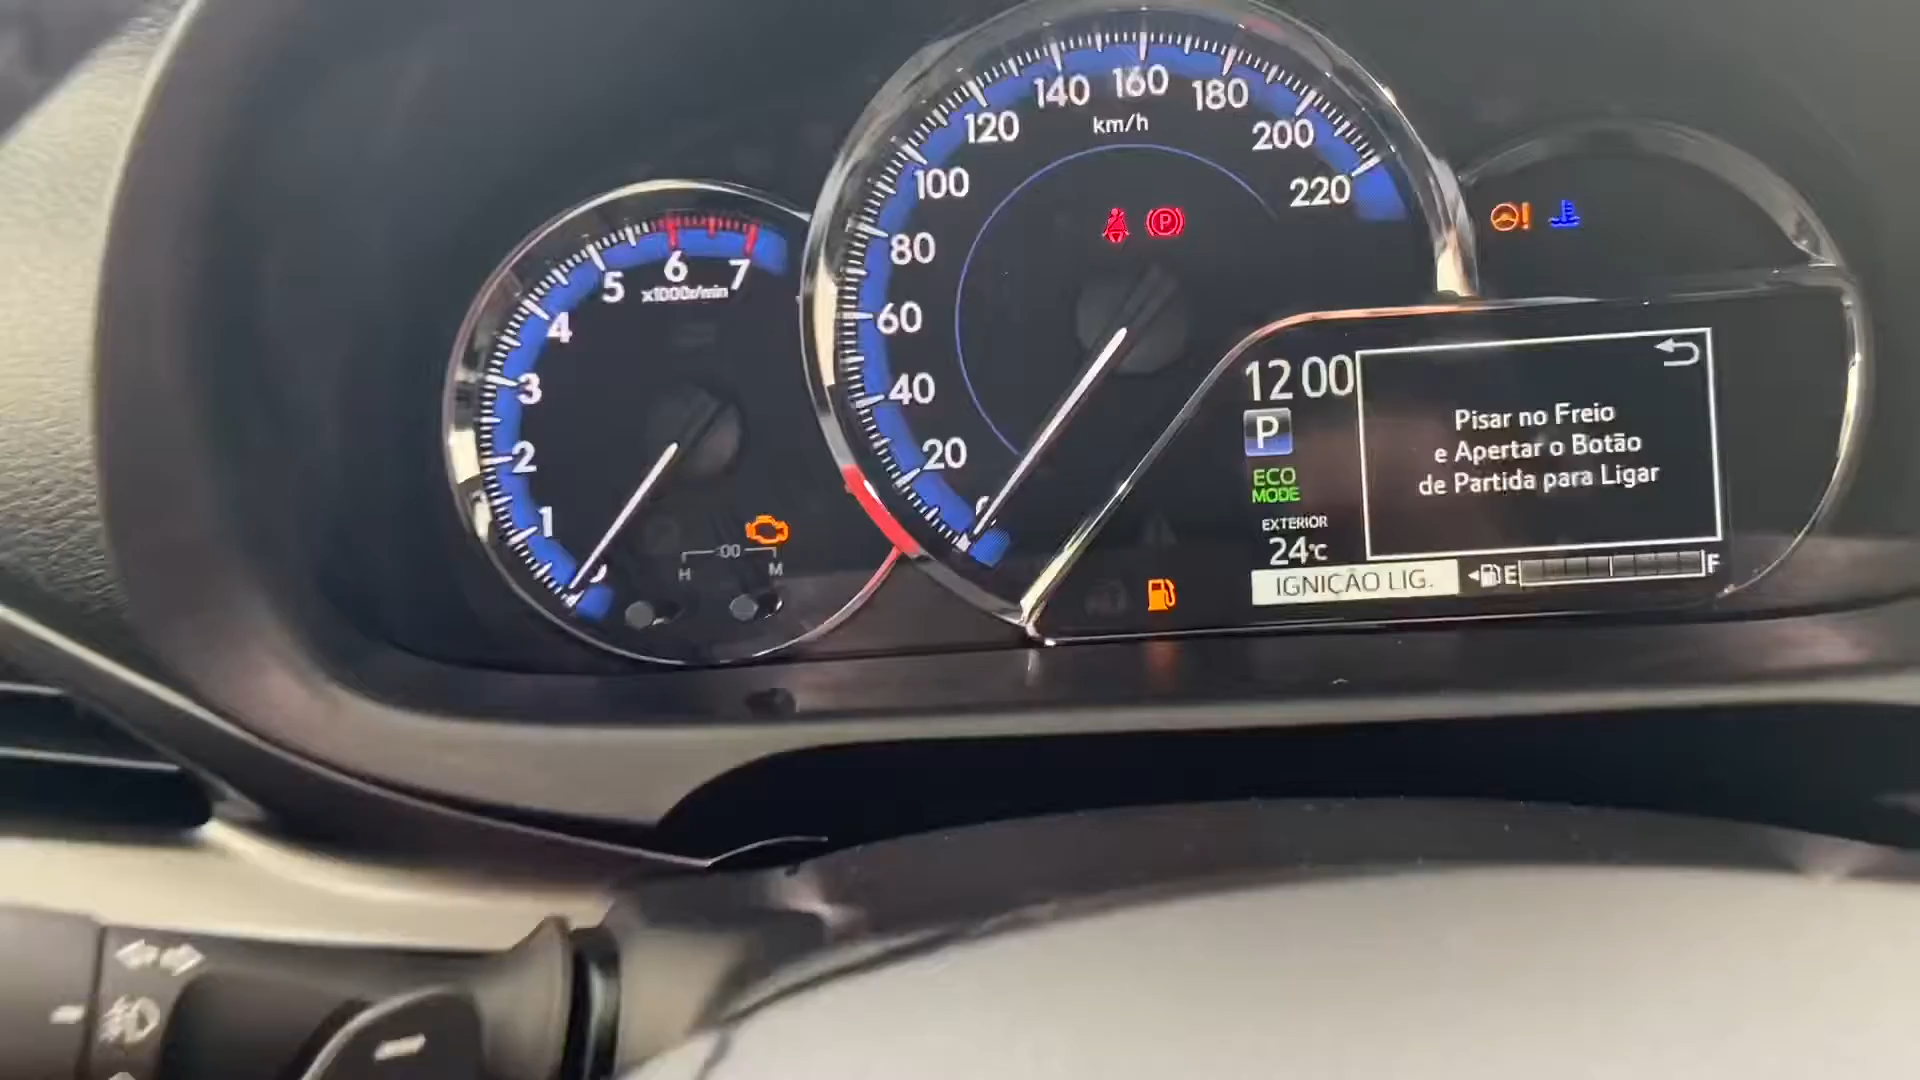 120
140
160
180
200
220
km/h
100
80
60
40
20
5
6
7
x1000r/min
4
3
2
1
:00
H
M
12:00
P
ECO
MODE
EXTERIOR
24°C
IGNIÇÃO LIG.
E
F
Pisar no Freio
e Apertar o Botão
de Partida para Ligar